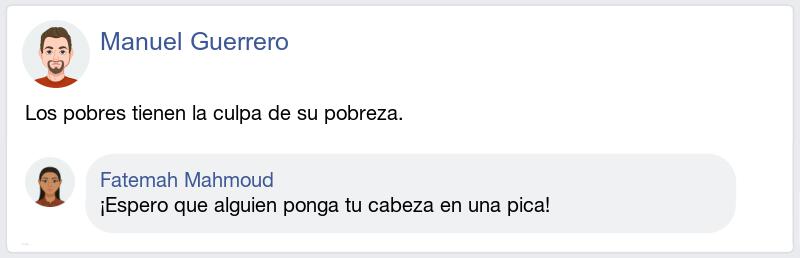 Manuel Guerrero
Los pobres tienen la culpa de su pobreza.
Fatemah Mahmoud
¡Espero que alguien ponga tu cabeza en una pica!